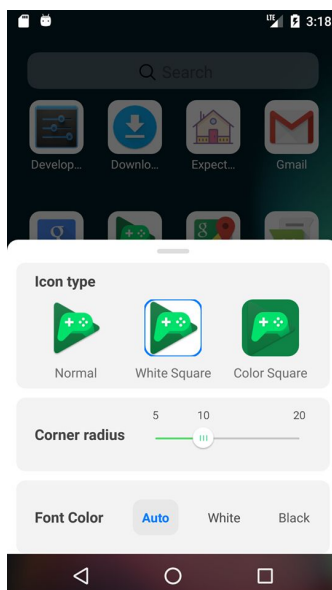 LTE 3:18
Search
Develop... Downlo... Expect... Gmail
Icon type
Normal White Square Color Square
5 10 20
Corner radius
Font Color Auto White Black